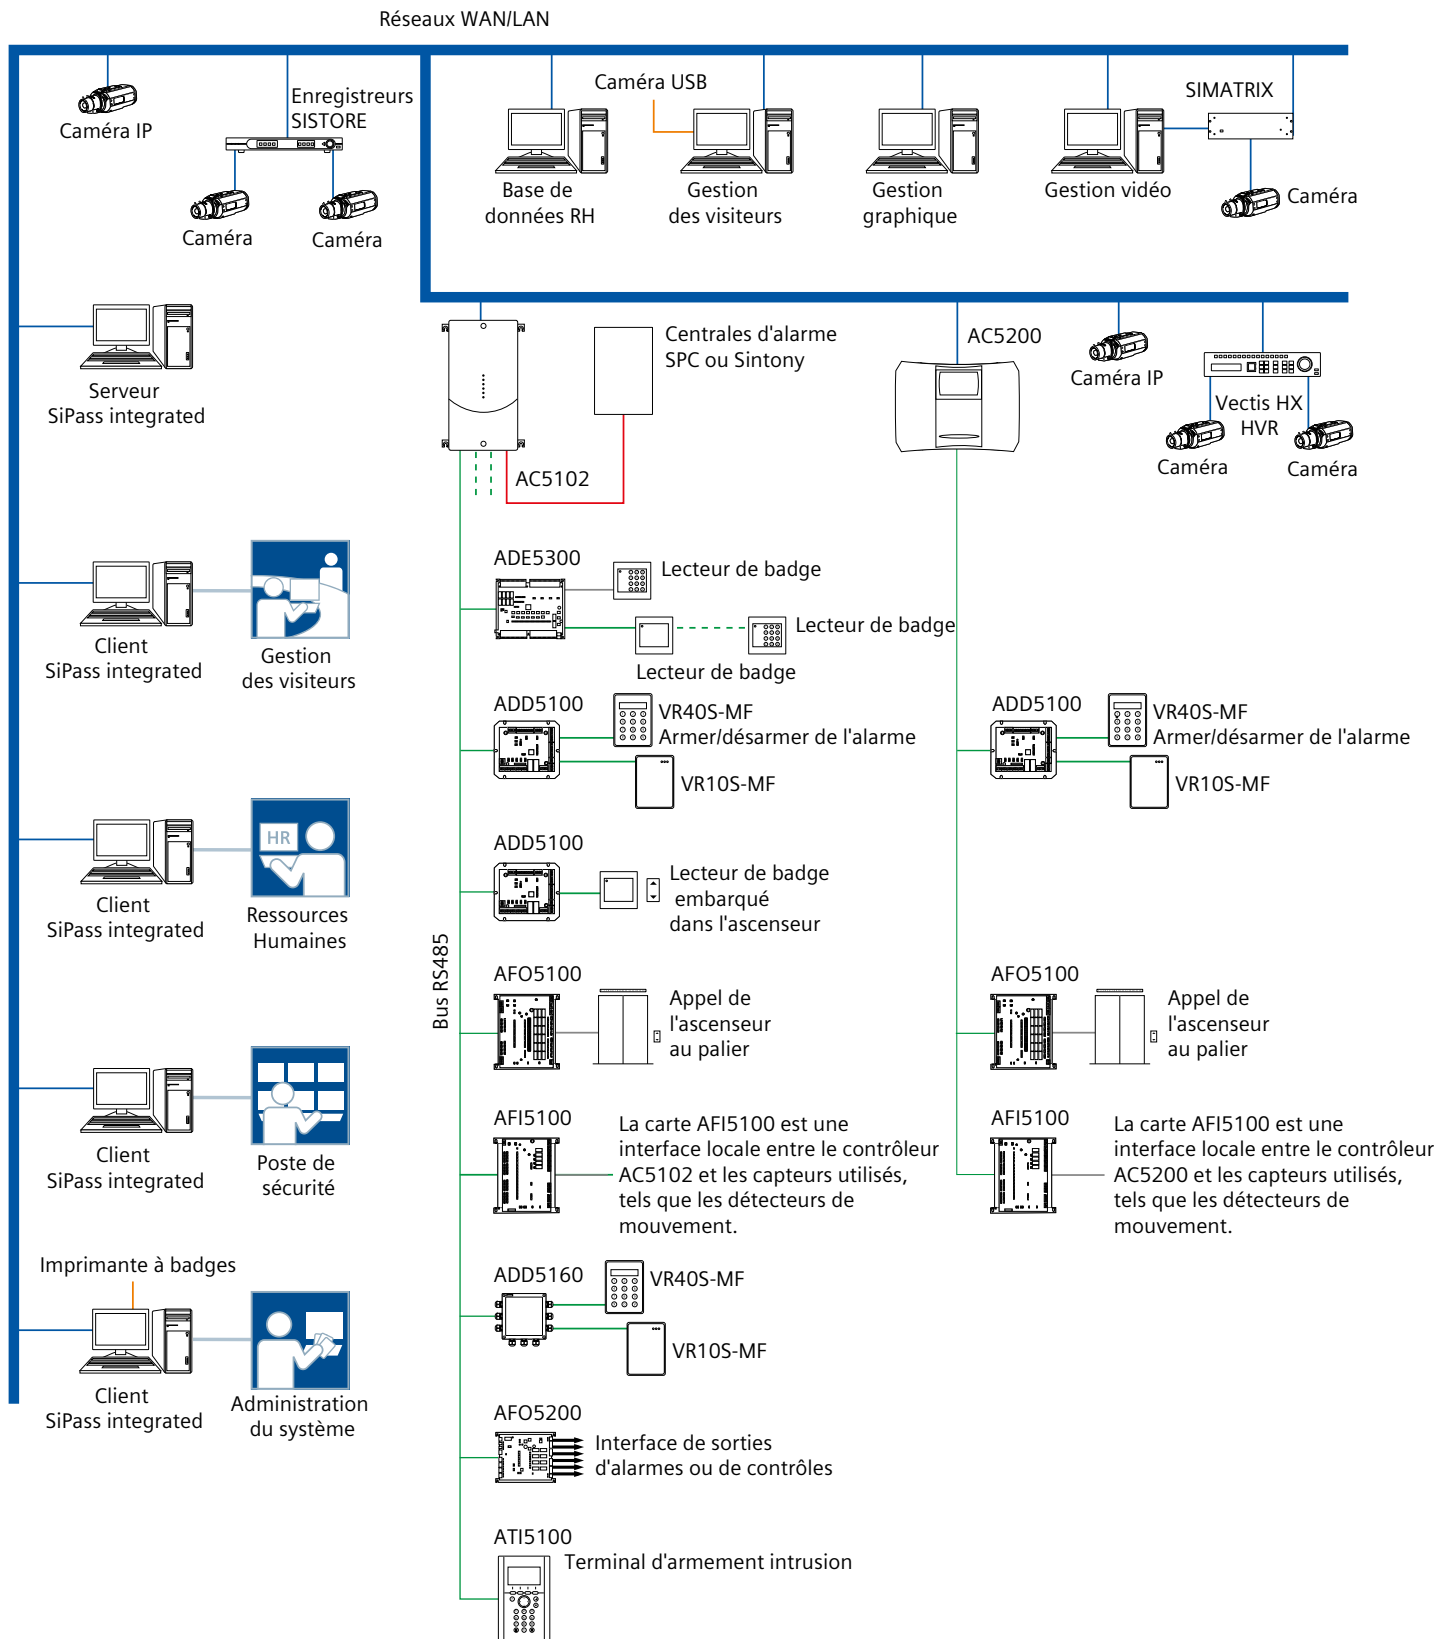 Réseaux WAN/LAN
Caméra IP
Enregistreurs
SISTORE
Caméra
Caméra
Caméra USB
Base de
données RH
Gestion
des visiteurs
Gestion
graphique
Gestion vidéo
SIMATRIX
Caméra
Serveur
SiPass integrated
Centrales d'alarme
SPC ou Sintony
AC5102
AC5200
Caméra IP
Vectis HX
HVR
Caméra
Caméra
Client
SiPass integrated
Gestion
des visiteurs
HR
Client
SiPass integrated
Ressources
Humaines
Client
SiPass integrated
Poste de
sécurité
Imprimante à badges
Client
SiPass integrated
Administration
du système
Bus RS485
ADE5300
Lecteur de badge
Lecteur de badge
Lecteur de badge
ADD5100
VR40S-MF
Armer/désarmer de l'alarme
VR10S-MF
ADD5100
Lecteur de badge
embarqué
dans l'ascenseur
AFO5100
Appel de
l'ascenseur
au palier
AFI5100
La carte AFI5100 est une
interface locale entre le contrôleur
AC5102 et les capteurs utilisés,
tels que les détecteurs de
mouvement.
ADD5160
VR40S-MF
VR10S-MF
AFO5200
Interface de sorties
d'alarmes ou de contrôles
ATI5100
Terminal d'armement intrusion
ADD5100
VR40S-MF
Armer/désarmer de l'alarme
VR10S-MF
AFO5100
Appel de
l'ascenseur
au palier
AFI5100
La carte AFI5100 est une
interface locale entre le contrôleur
AC5200 et les capteurs utilisés,
tels que les détecteurs de
mouvement.